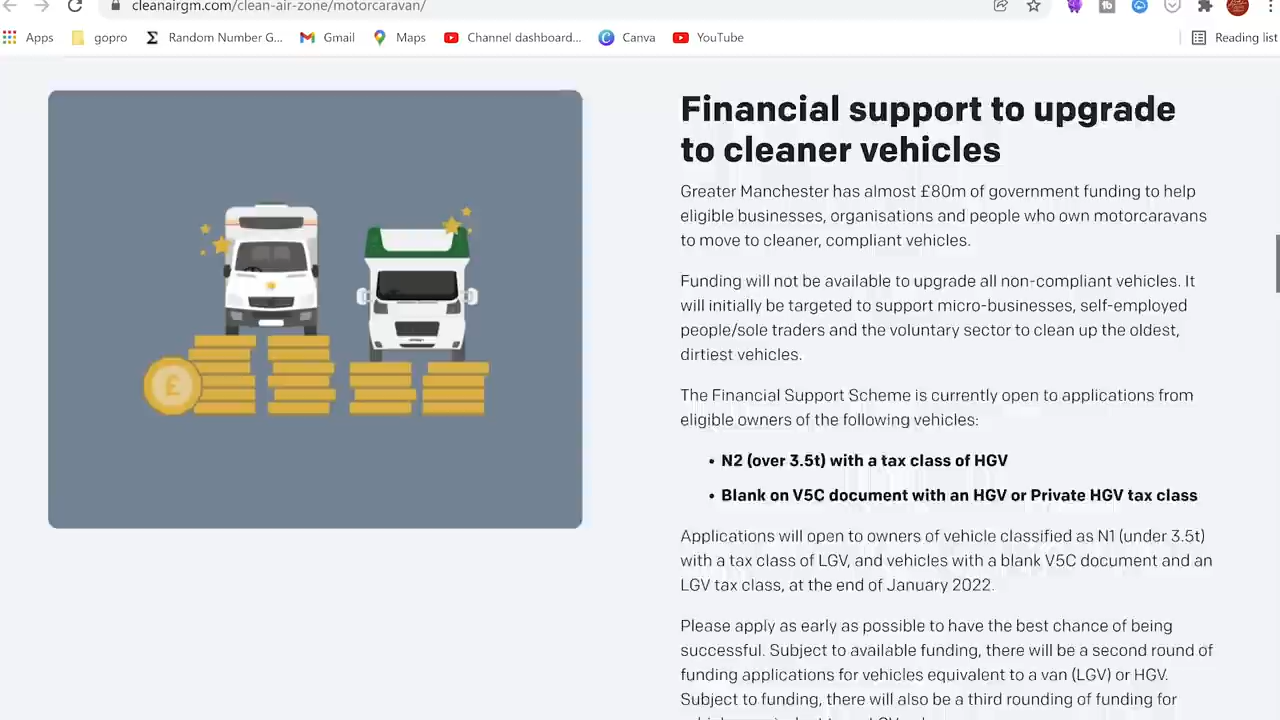 cleanairgm.com/clean-air-zone/motorcaravan/
Apps gopro Random Number G... Gmail Maps Channel dashboard... Canva YouTube Reading list
Financial support to upgrade
to cleaner vehicles
Greater Manchester has almost £80m of government funding to help
eligible businesses, organisations and people who own motorcaravans
to move to cleaner, compliant vehicles.
Funding will not be available to upgrade all non-compliant vehicles. It
will initially be targeted to support micro-businesses, self-employed
people/sole traders and the voluntary sector to clean up the oldest,
dirtiest vehicles.
The Financial Support Scheme is currently open to applications from
eligible owners of the following vehicles:
• N2 (over 3.5t) with a tax class of HGV
• Blank on V5C document with an HGV or Private HGV tax class
Applications will open to owners of vehicle classified as N1 (under 3.5t)
with a tax class of LGV, and vehicles with a blank V5C document and an
LGV tax class, at the end of January 2022.
Please apply as early as possible to have the best chance of being
successful. Subject to available funding, there will be a second round of
funding applications for vehicles equivalent to a van (LGV) or HGV.
Subject to funding, there will also be a third rounding of funding for
£